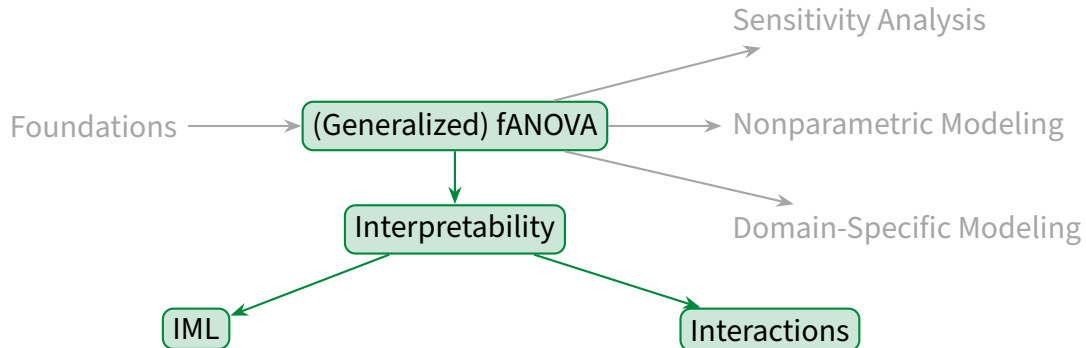 Sensitivity Analysis
Foundations
(Generalized) fANOVA
Nonparametric Modeling
Interpretability
Domain-Specific Modeling
IML
Interactions